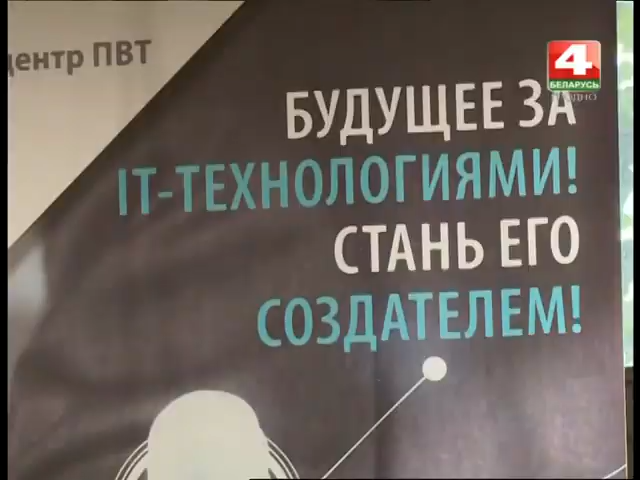 центр ПВТ
4
БЕЛАРУСЬ
БУДУЩЕЕ ЗА
IT-ТЕХНОЛОГИЯМИ!
СТАНЬ ЕГО
СОЗДАТЕЛЕМ!